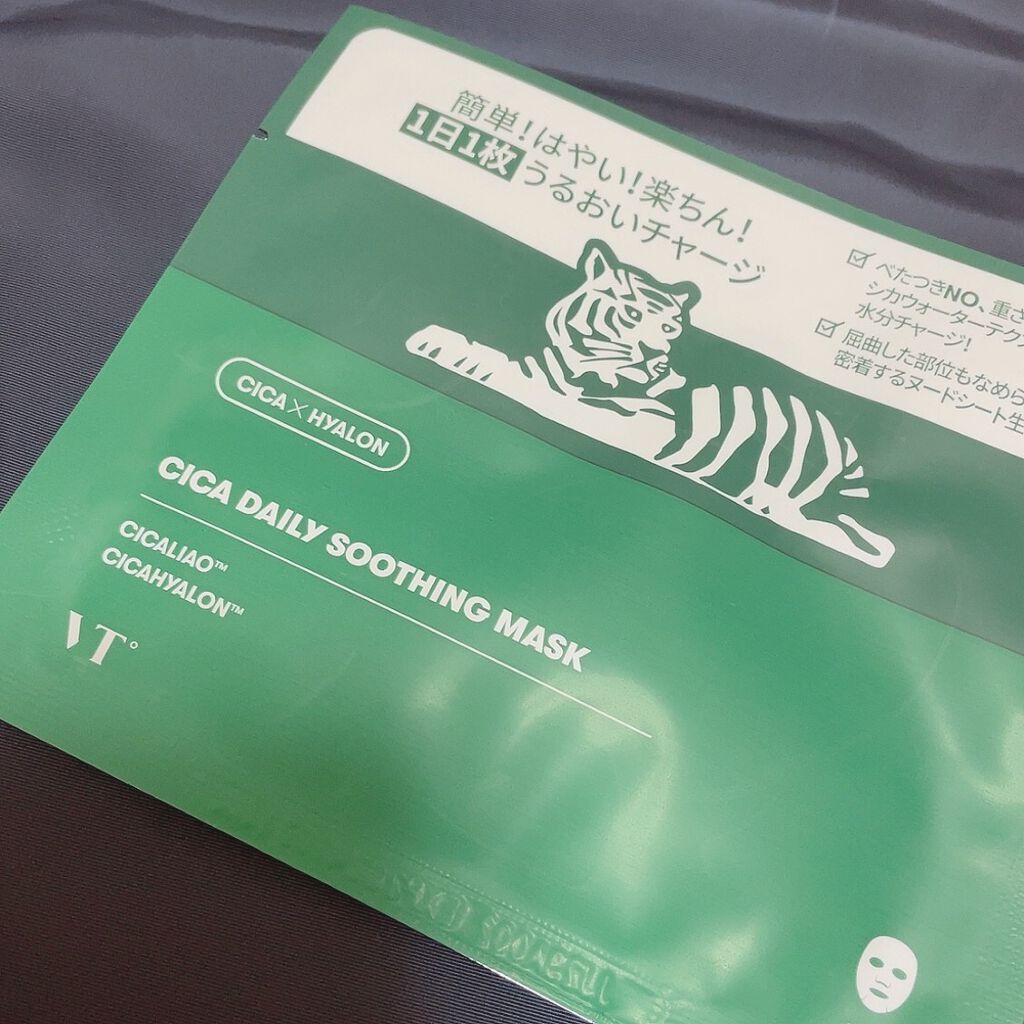 簡単！はやい！楽ちん！
1日1枚うるおいチャージ
べたつきNO、重さ
シカウォーターテク
水分チャージ！
屈曲した部位もなめら
密着するヌードシート生
CICA×HYALON
CICA DAILY SOOTHING MASK
CICALIAO™
CICAHYALON™
VT